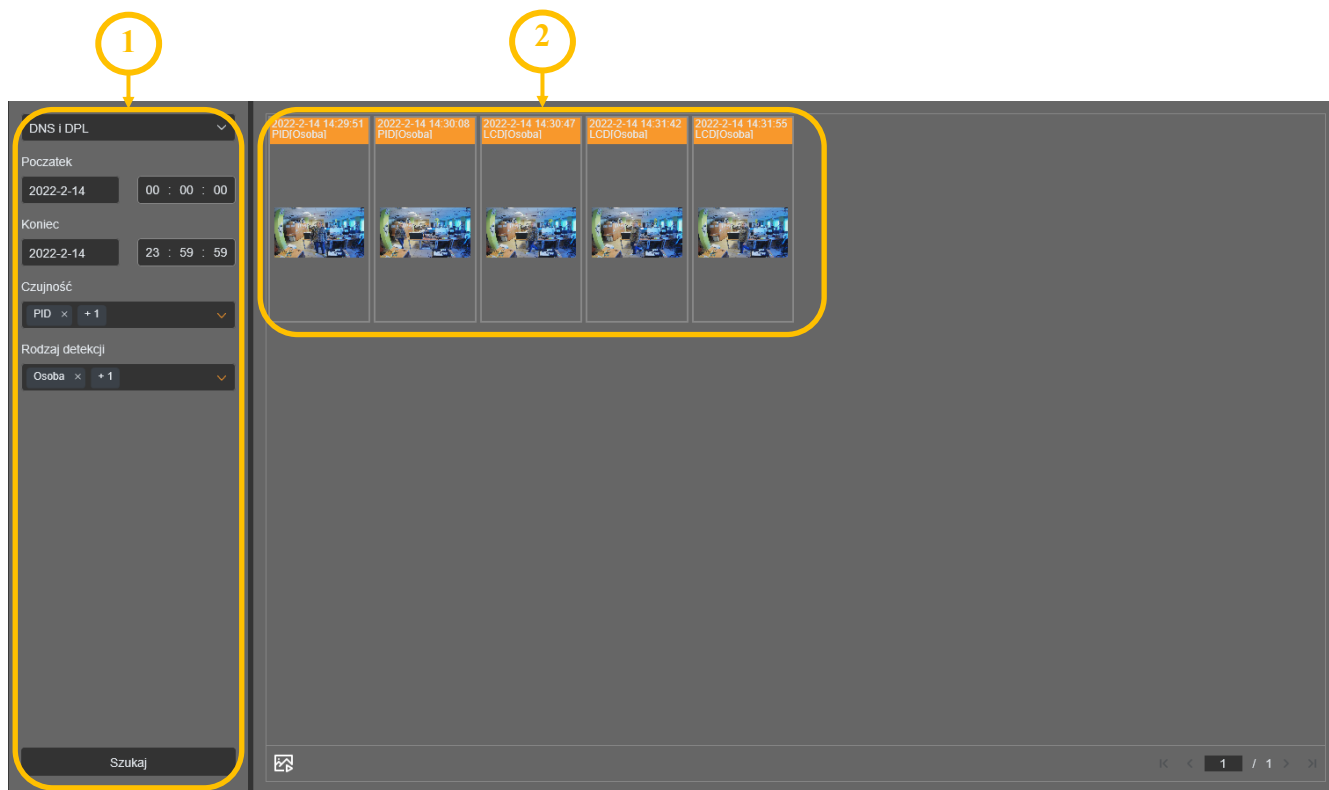 1
2
DNS i DPL
Początek
2022-2-14 00 : 00 : 00
Koniec
2022-2-14 23 : 59 : 59
Czujność
PID × + 1
Rodzaj detekcji
Osoba × + 1
Szukaj
2022-2-14 14:29:51
PID[Osoba]
2022-2-14 14:30:08
PID[Osoba]
2022-2-14 14:30:47
LCD[Osoba]
2022-2-14 14:31:42
LCD[Osoba]
2022-2-14 14:31:55
LCD[Osoba]
1 / 1